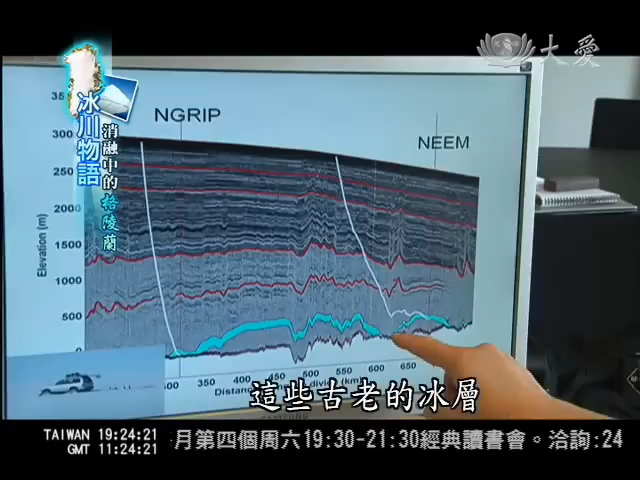 大愛
冰川物語
消融中的格陵蘭
NGRIP
NEEM
Elevation (m)
3000
2500
2000
1500
1000
500
0
300
350
400
450
500
550
600
650
(km)
這些古老的冰層
TAIWAN 19:24:21
GMT 11:24:21
月第四個周六19:30-21:30經典讀書會。洽詢:24